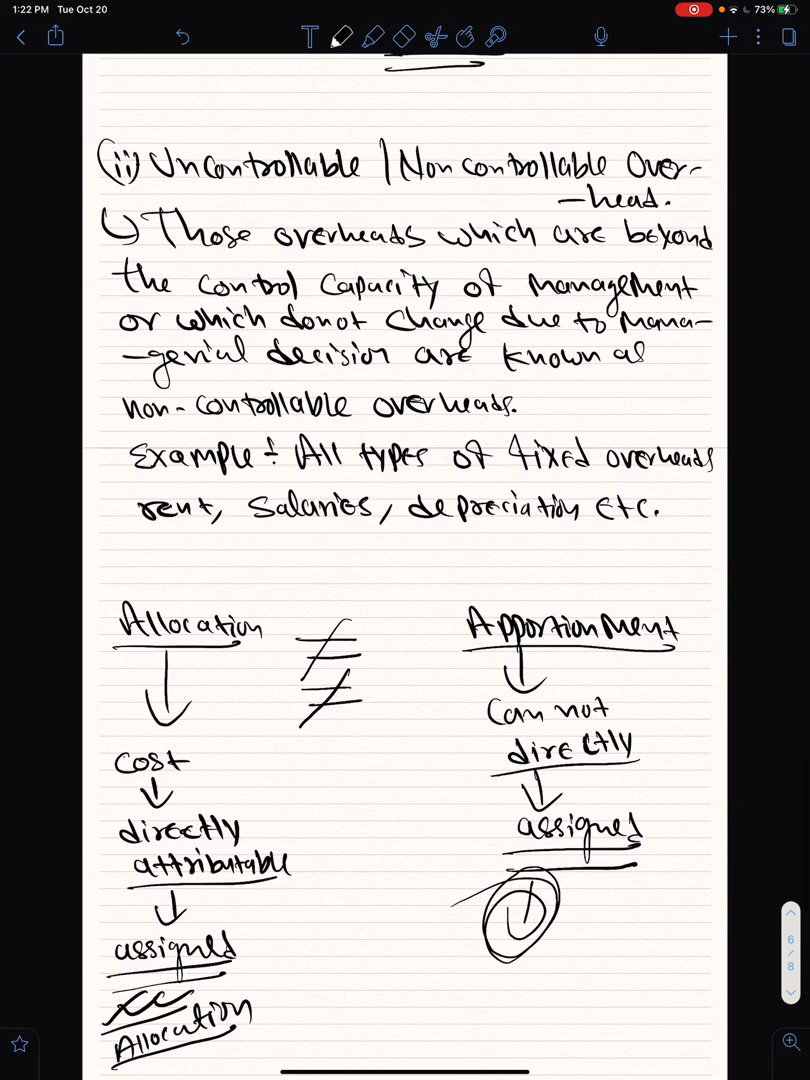 1:22 PM Tue Oct 20
73%
(ii) Uncontrollable | Non controllable Over-
-head.
Those overheads which are beyond
the control capacity of management
or which donot change due to mana-
-gerial decision are known as
non-controllable overheads.
Example: All types of fixed overheads
rent, salaries, depreciation etc.
Allocation ≠ Apportionment
≠
↓ ↓
Can not
directly
cost
↓ ↓
directly assigned
attributable
↓ ↓
assigned
Allocation
6
/
8